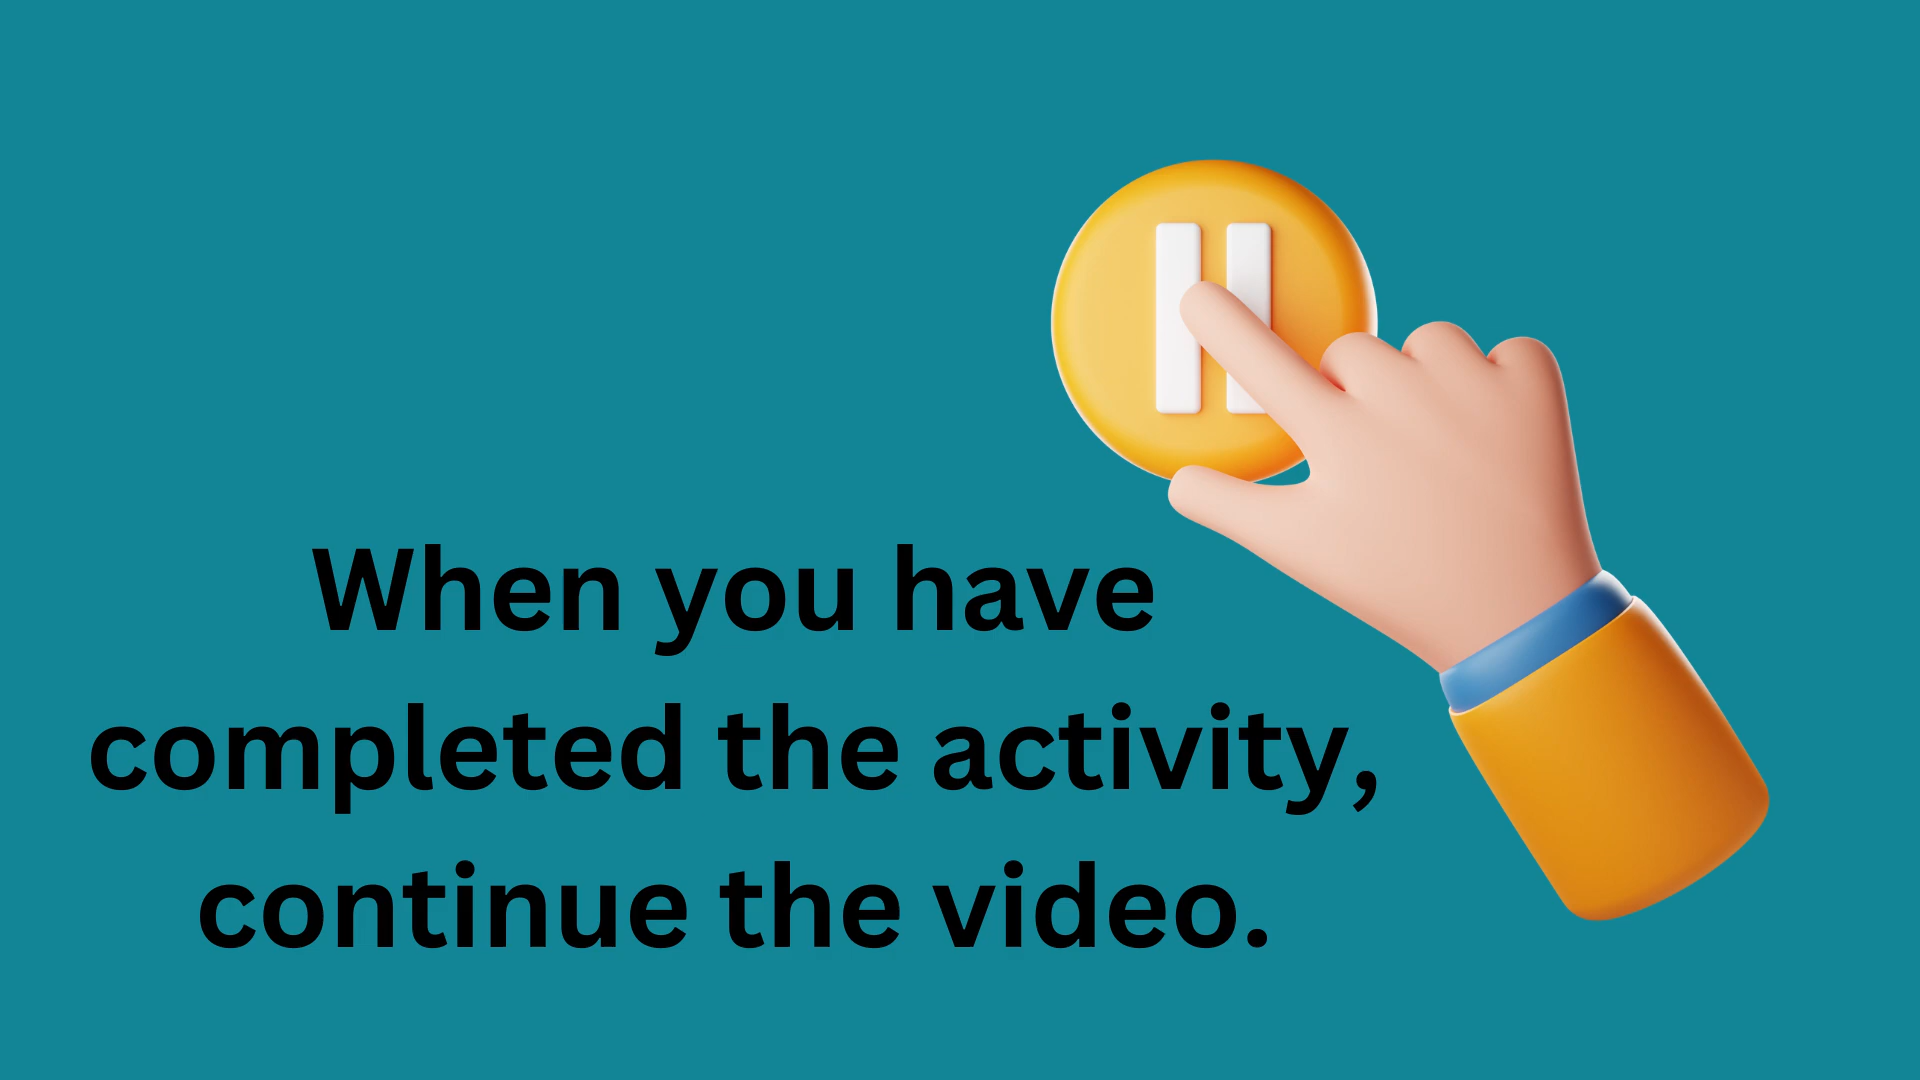 When you have
completed the activity,
continue the video.